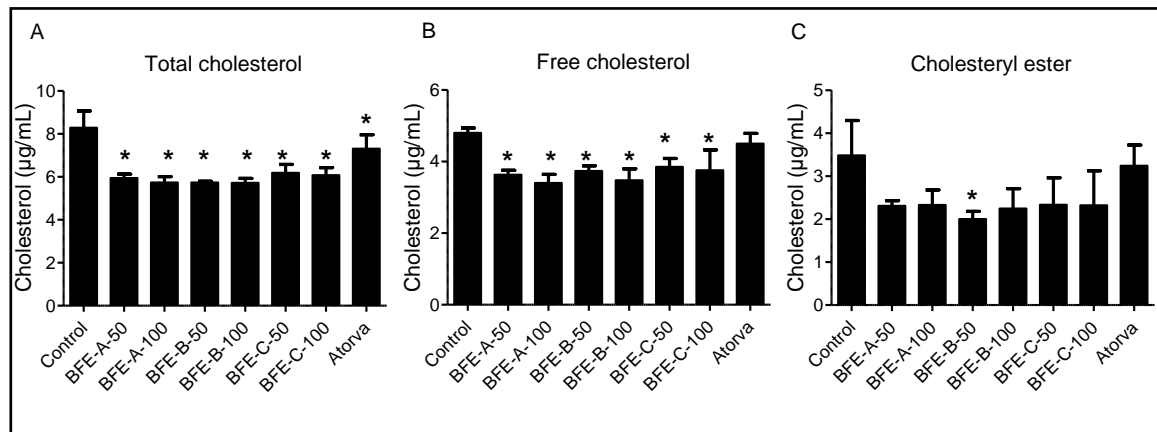 A
Total cholesterol
Cholesterol (µg/mL)
10
8
6
4
2
0
* * * * * * *
Control
BFE-A-50
BFE-A-100
BFE-B-50
BFE-B-100
BFE-C-50
BFE-C-100
Atorva
B
Free cholesterol
Cholesterol (µg/mL)
6
4
2
0
* * * * * *
Control
BFE-A-50
BFE-A-100
BFE-B-50
BFE-B-100
BFE-C-50
BFE-C-100
Atorva
C
Cholesteryl ester
Cholesterol (µg/mL)
5
4
3
2
1
0
*
Control
BFE-A-50
BFE-A-100
BFE-B-50
BFE-B-100
BFE-C-50
BFE-C-100
Atorva